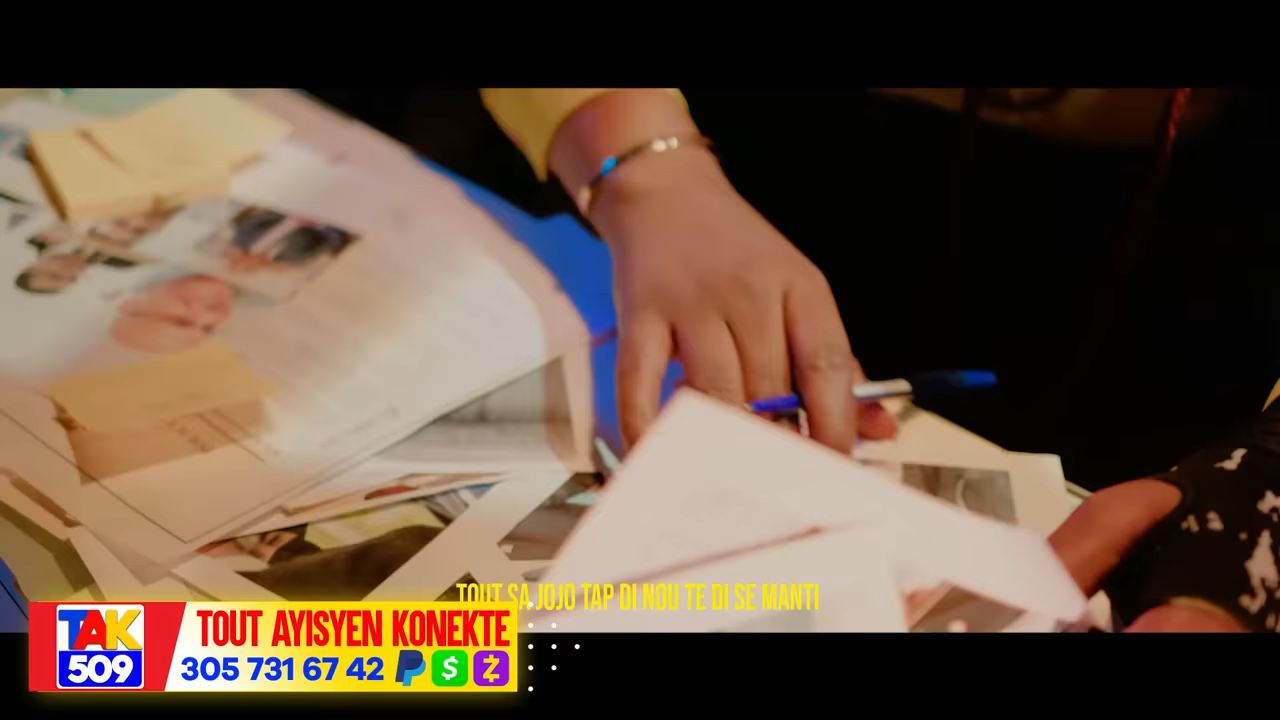 TOUT SA JOJO TAP DI NOU TE DI SE MANTI
TAK
509
TOUT AYISYEN KONEKTE
305 731 67 42